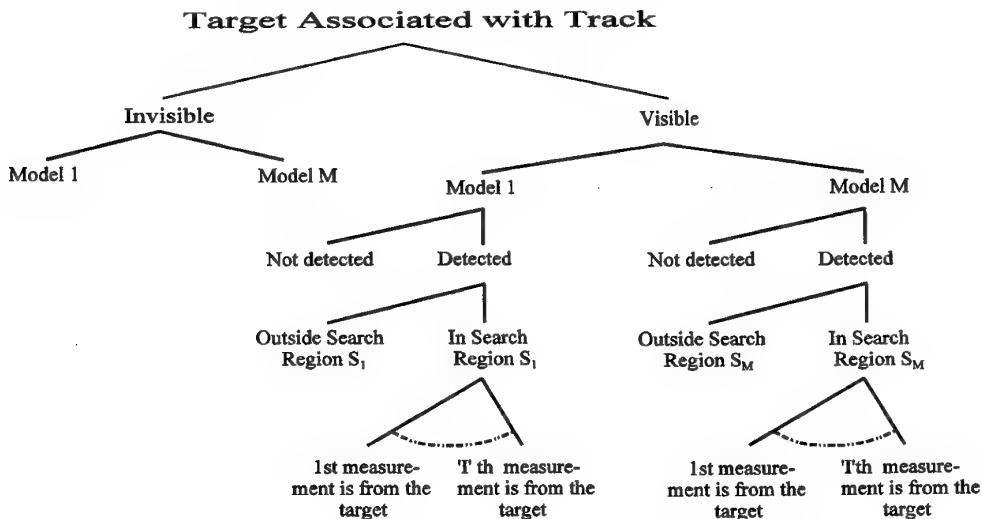 Target Associated with Track
Invisible
Visible
Model 1
Model M
Model 1
Model M
Not detected
Detected
Not detected
Detected
Outside Search
Region S₁
In Search
Region S₁
Outside Search
Region S_M
In Search
Region S_M
1st measure-
ment is from the
target
T th measure-
ment is from the
target
1st measure-
ment is from the
target
Tth measure-
ment is from the
target